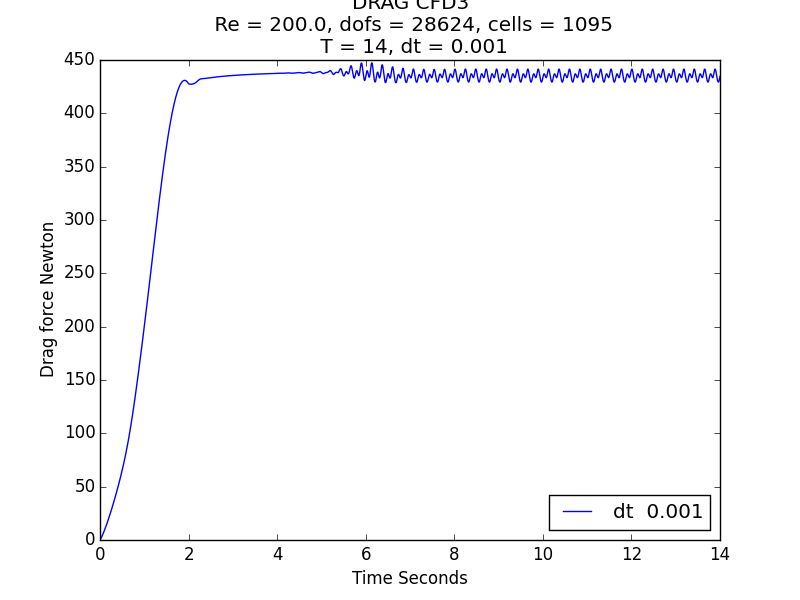 DRAG CFD3
Re = 200.0, dofs = 28624, cells = 1095
T = 14, dt = 0.001
450
400
350
300
250
200
150
100
50
0
Drag force Newton
0 2 4 6 8 10 12 14
Time Seconds
dt 0.001